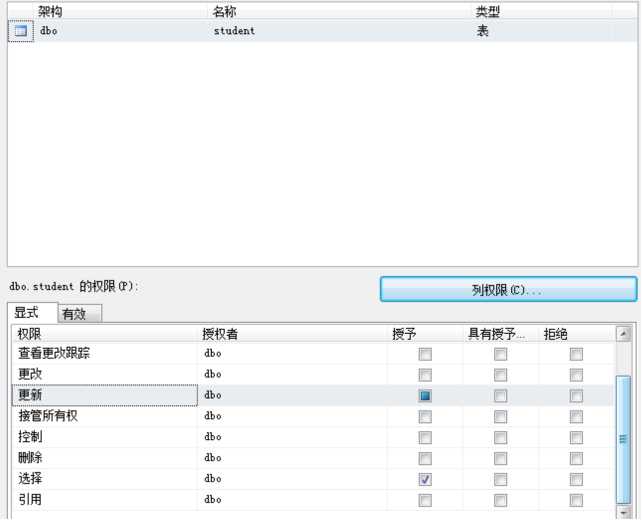 架构 名称 类型
dbo student 表
dbo.student 的权限(P):
列权限(C)...
显式 有效
权限 授权者 授予 具有授予... 拒绝
查看更改跟踪 dbo
更改 dbo
更新 dbo
接管所有权 dbo
控制 dbo
删除 dbo
选择 dbo
引用 dbo